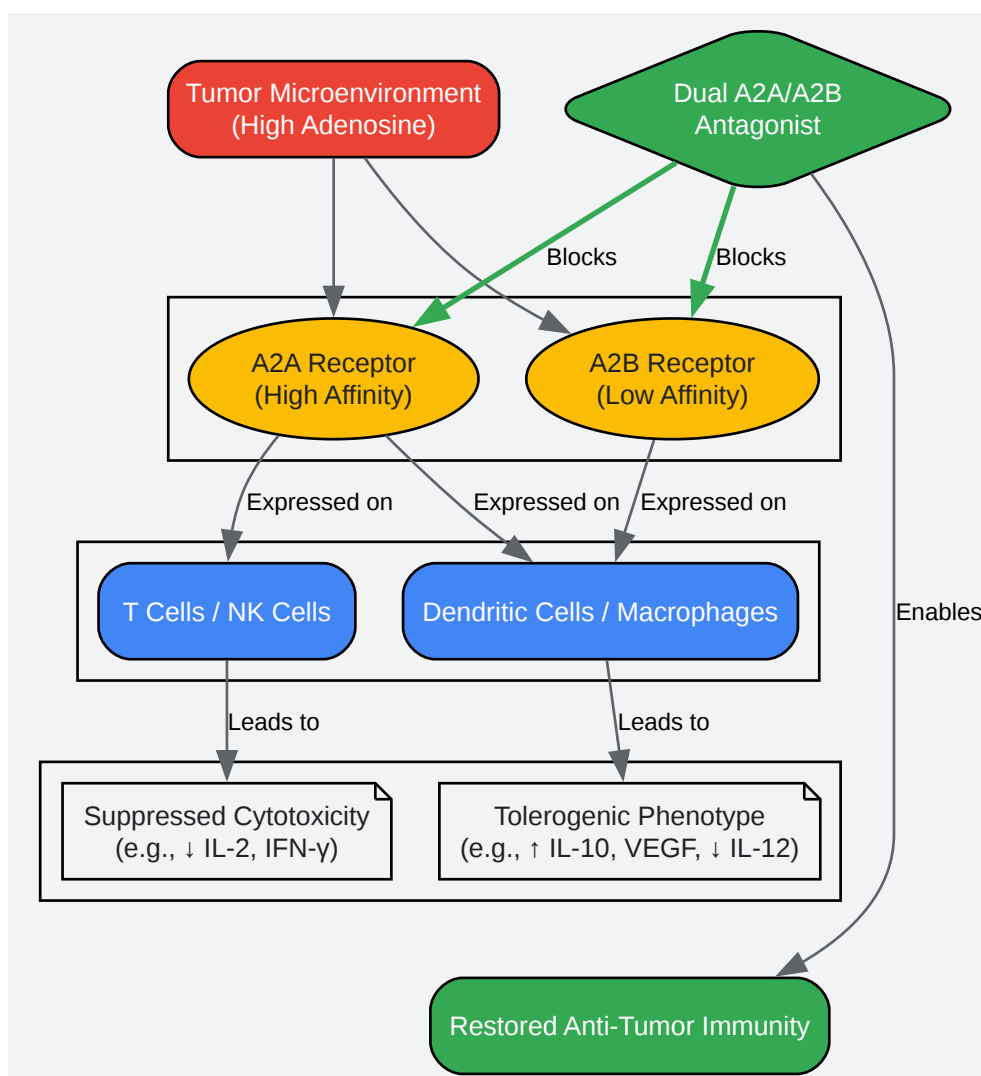 Tumor Microenvironment
(High Adenosine)
Dual A2A/A2B
Antagonist
Blocks
Blocks
A2A Receptor
(High Affinity)
A2B Receptor
(Low Affinity)
Expressed on
Expressed on
Expressed on
T Cells / NK Cells
Dendritic Cells / Macrophages
Enables
Leads to
Leads to
Suppressed Cytotoxicity
(e.g., ↓ IL-2, IFN-γ)
Tolerogenic Phenotype
(e.g., ↑ IL-10, VEGF, ↓ IL-12)
Restored Anti-Tumor Immunity